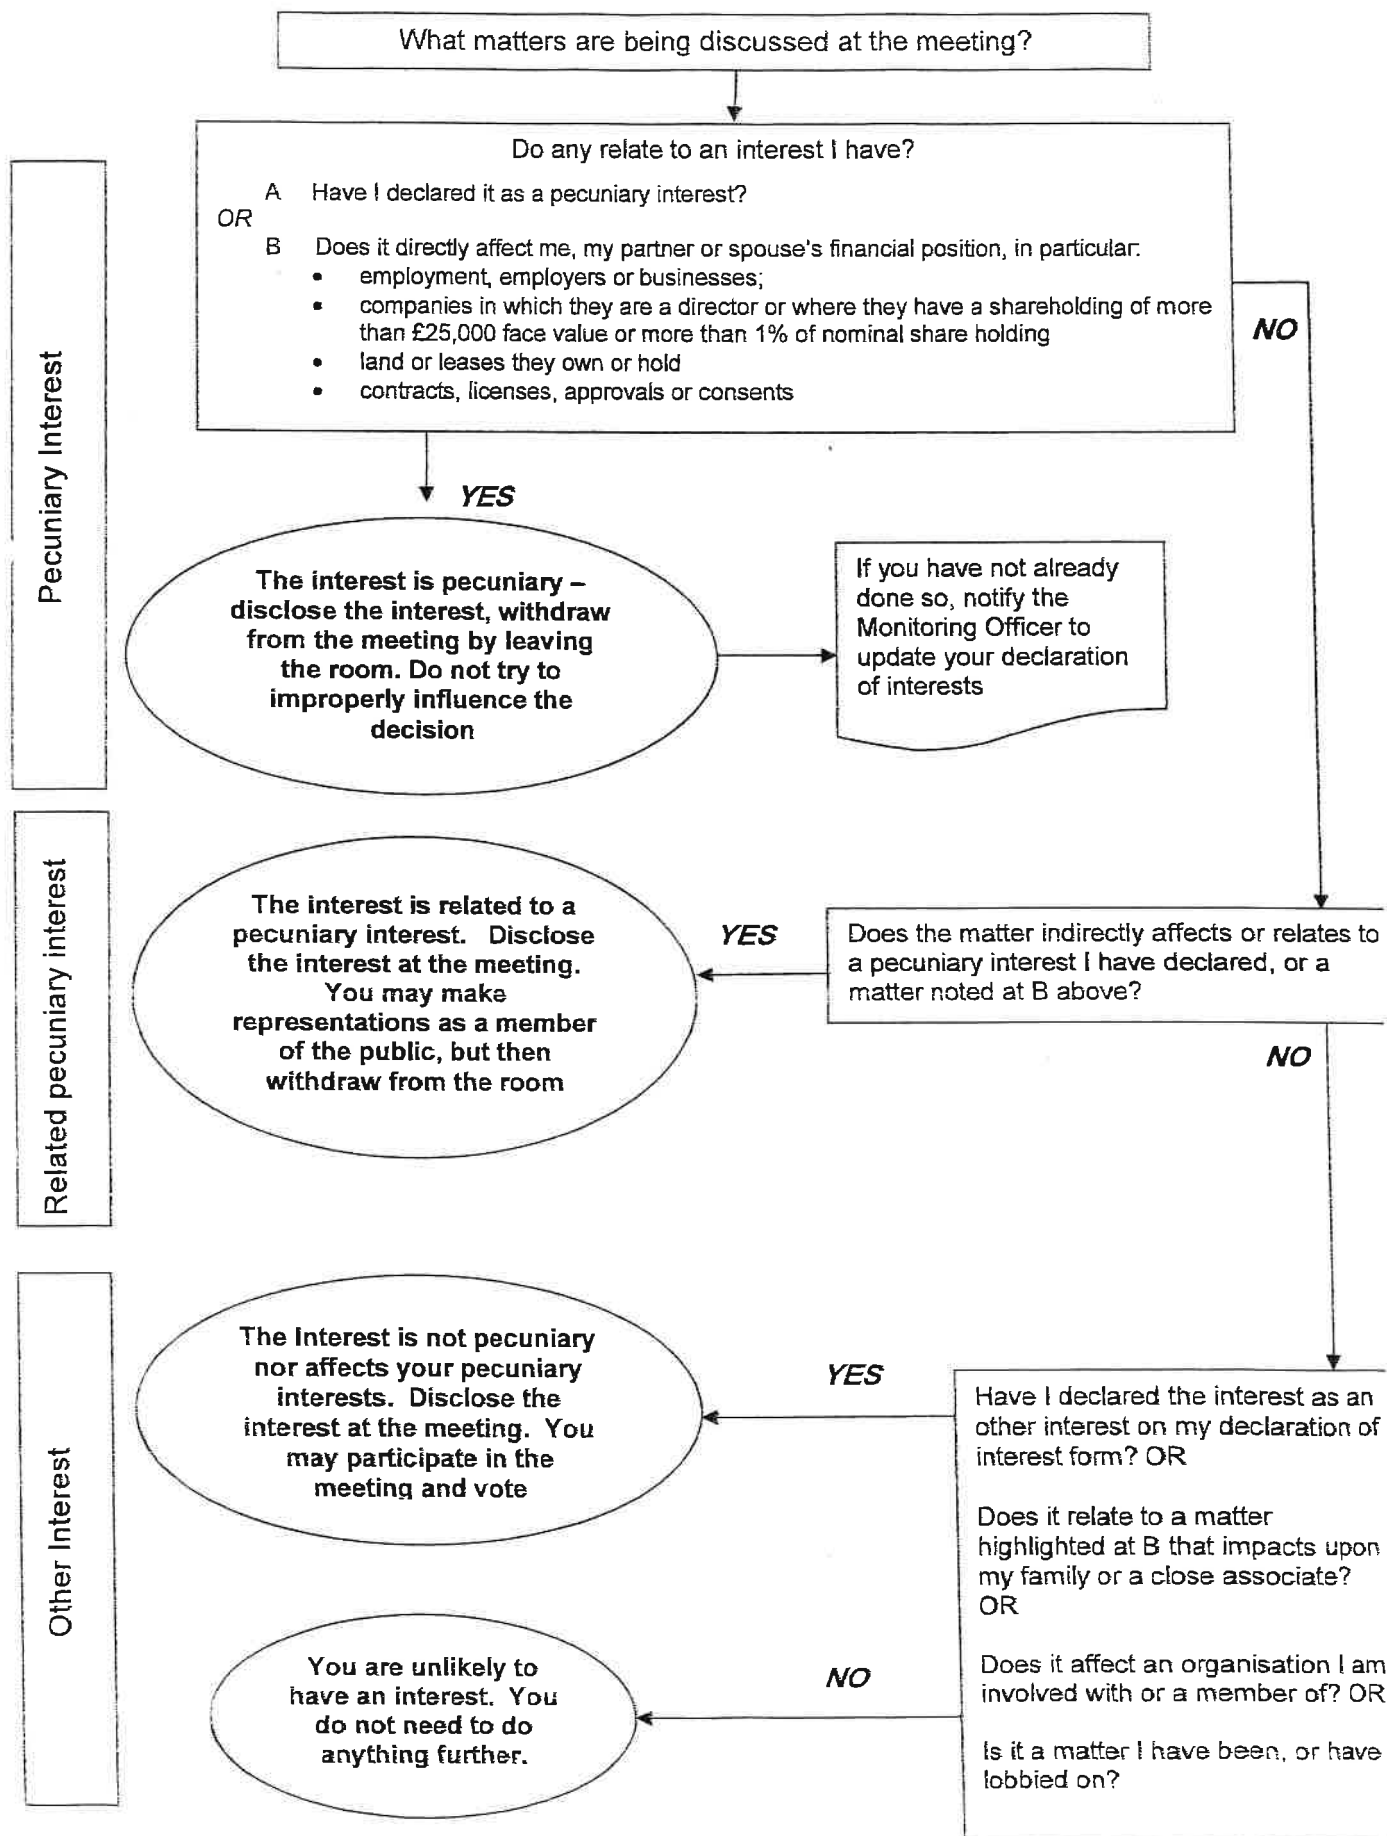 What matters are being discussed at the meeting?
Do any relate to an interest I have?
A Have I declared it as a pecuniary interest?
OR
B Does it directly affect me, my partner or spouse's financial position, in particular:
• employment, employers or businesses;
• companies in which they are a director or where they have a shareholding of more
than £25,000 face value or more than 1% of nominal share holding
• land or leases they own or hold
• contracts, licenses, approvals or consents
NO
Pecuniary Interest
YES
The interest is pecuniary –
disclose the interest, withdraw
from the meeting by leaving
the room. Do not try to
improperly influence the
decision
If you have not already
done so, notify the
Monitoring Officer to
update your declaration
of interests
Related pecuniary interest
The interest is related to a
pecuniary interest. Disclose
the interest at the meeting.
You may make
representations as a member
of the public, but then
withdraw from the room
YES
Does the matter indirectly affects or relates to
a pecuniary interest I have declared, or a
matter noted at B above?
NO
Other Interest
The Interest is not pecuniary
nor affects your pecuniary
interests. Disclose the
interest at the meeting. You
may participate in the
meeting and vote
YES
Have I declared the interest as an
other interest on my declaration of
interest form? OR
Does it relate to a matter
highlighted at B that impacts upon
my family or a close associate?
OR
Does it affect an organisation I am
involved with or a member of? OR
Is it a matter I have been, or have
lobbied on?
NO
You are unlikely to
have an interest. You
do not need to do
anything further.